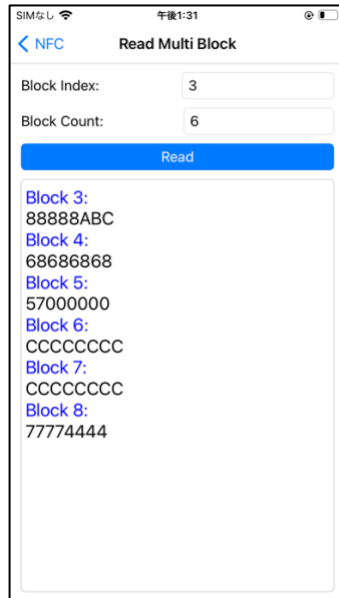 SIMなし 午後1:31
NFC Read Multi Block
Block Index: 3
Block Count: 6
Read
Block 3:
88888ABC
Block 4:
68686868
Block 5:
57000000
Block 6:
CCCCCCCC
Block 7:
CCCCCCCC
Block 8:
77774444